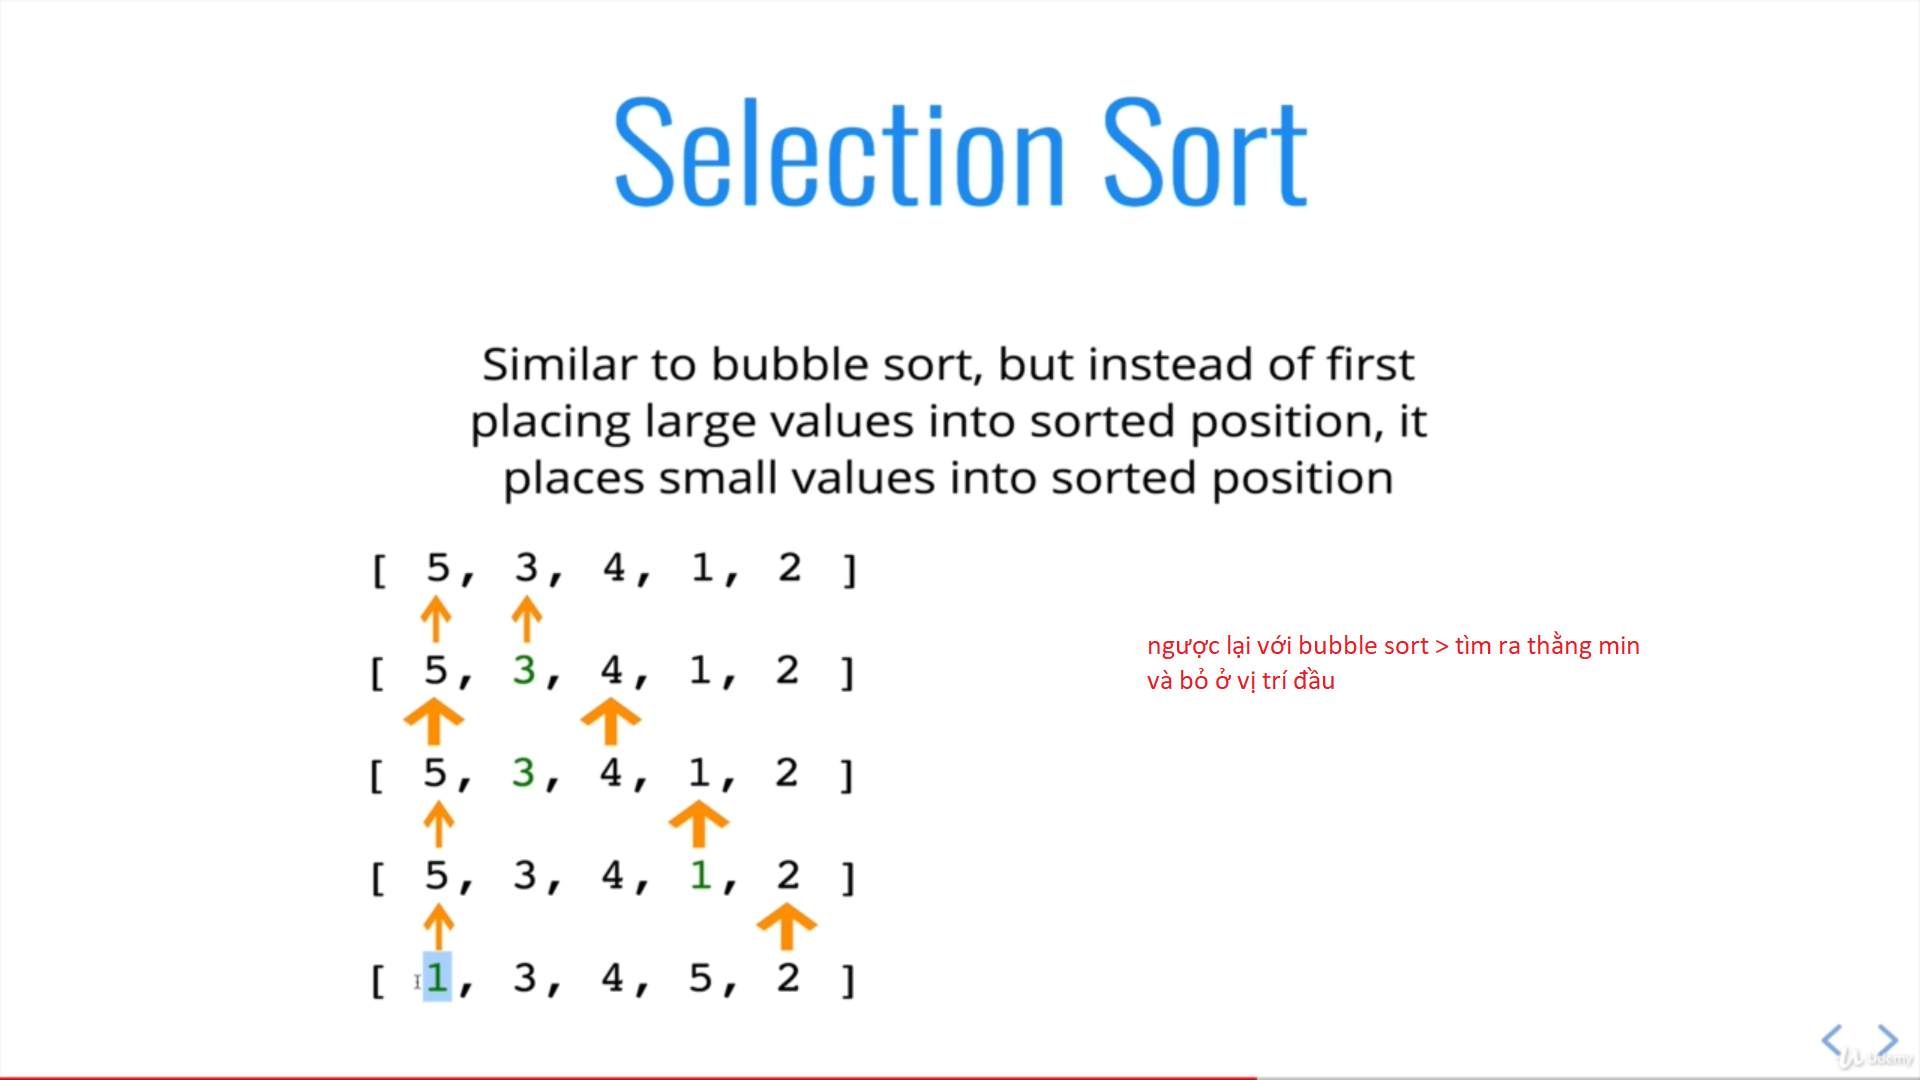 Selection Sort
Similar to bubble sort, but instead of first
placing large values into sorted position, it
places small values into sorted position
[ 5, 3, 4, 1, 2 ]
[ 5, 3, 4, 1, 2 ]
ngược lại với bubble sort > tìm ra thằng min
và bỏ ở vị trí đầu
[ 5, 3, 4, 1, 2 ]
[ 5, 3, 4, 1, 2 ]
[ 1, 3, 4, 5, 2 ]
Udemy